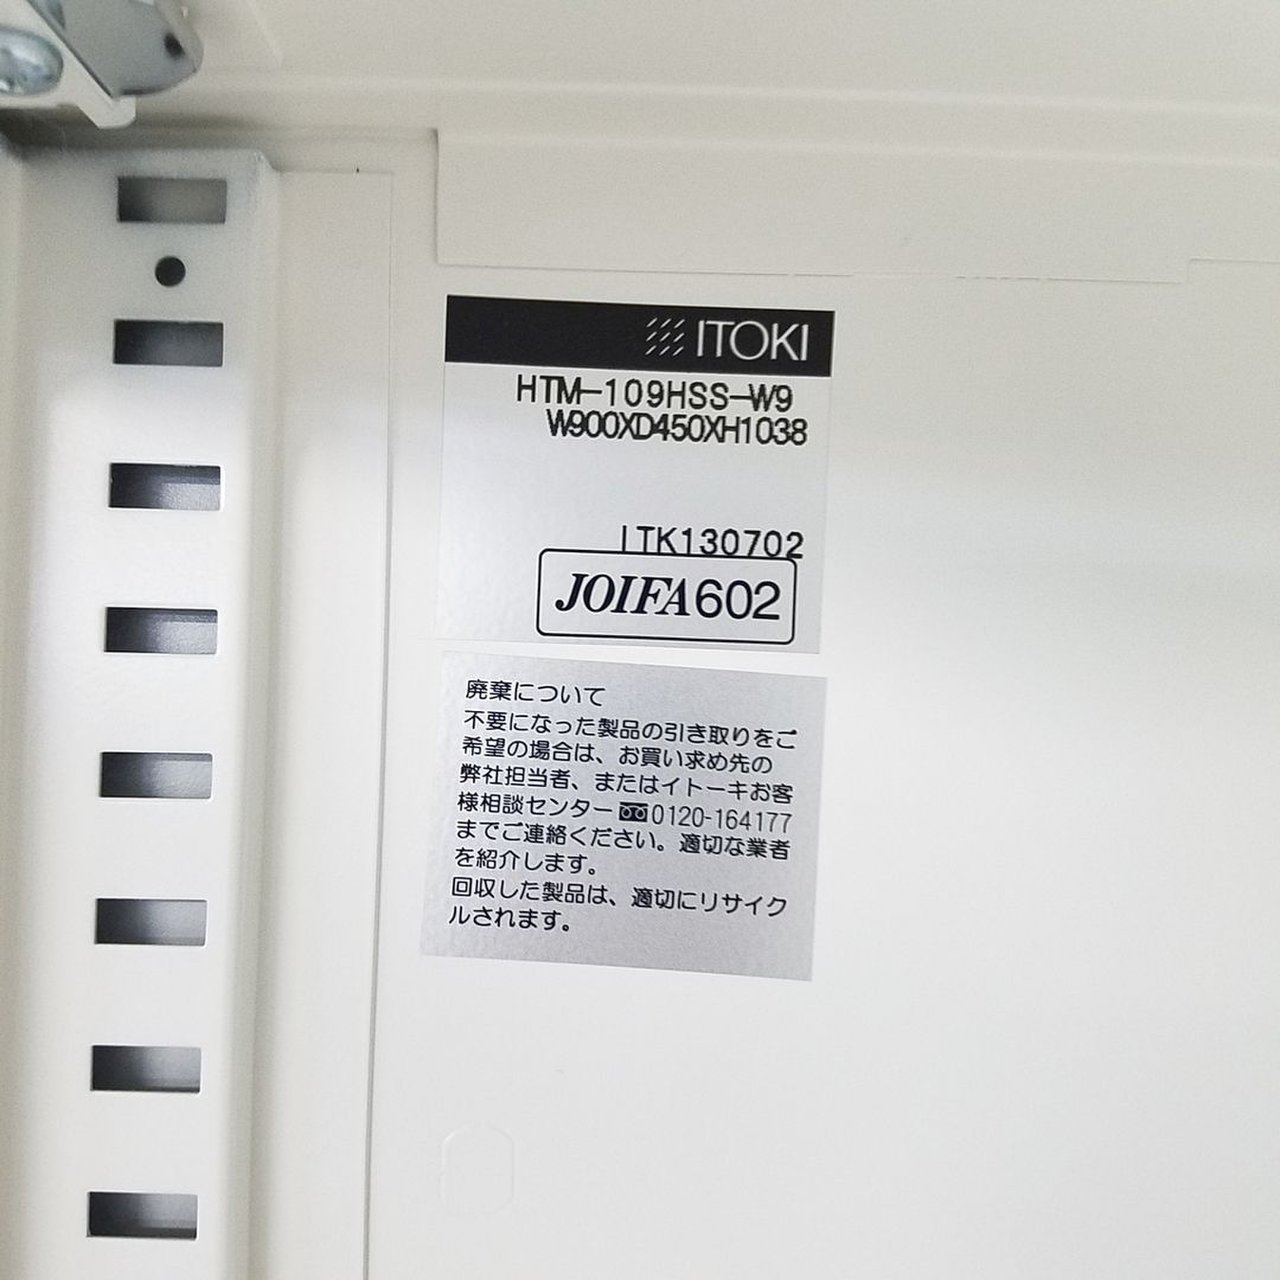 ITOKI
HTM-109HSS-W9
W900XD450XH1038
ITK130702
JOIFA602
廃棄について
不要になった製品の引き取りをご
希望の場合は、お買い求め先の
弊社担当者、またはイトーキお客
様相談センター 0120-164177
までご連絡ください。適切な業者
を紹介します。
回収した製品は、適切にリサイク
ルされます。